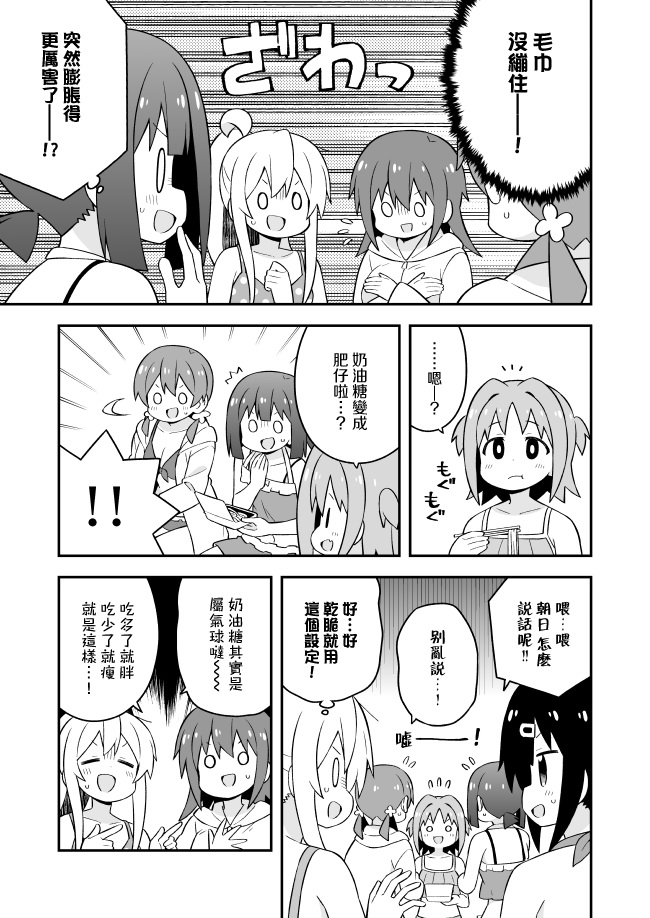 毛巾
沒繃住——!
ざわっ
突然膨脹得
更厲害了——!?
……嗯—?
もぐ
もぐ
奶油糖變成
肥仔啦…?
!!
喂…喂
朝日怎麼
說話呢!!
別亂說…!
噓——!
好…好
乾脆就用
這個設定!
奶油糖其實是
屬氣球噠~~
吃多了就胖
吃少了就瘦
就是這樣…!